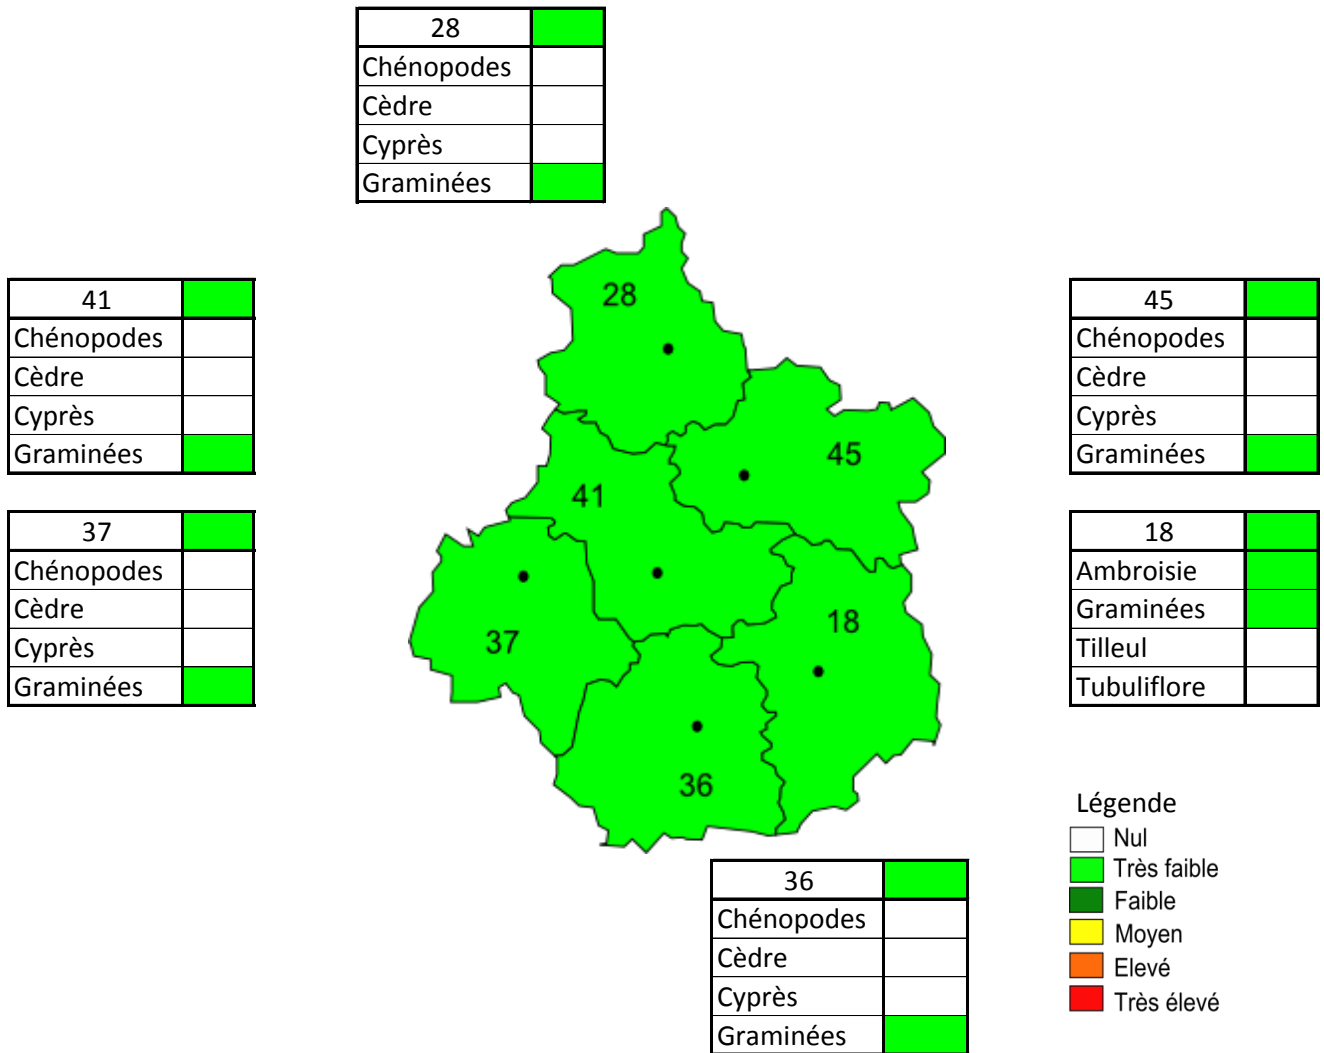 28
Chénopodes
Cèdre
Cyprès
Graminées
41
Chénopodes
Cèdre
Cyprès
Graminées
37
Chénopodes
Cèdre
Cyprès
Graminées
28
45
41
37
18
36
45
Chénopodes
Cèdre
Cyprès
Graminées
18
Ambroisie
Graminées
Tilleul
Tubuliflore
36
Chénopodes
Cèdre
Cyprès
Graminées
Légende
Nul
Très faible
Faible
Moyen
Elevé
Très élevé